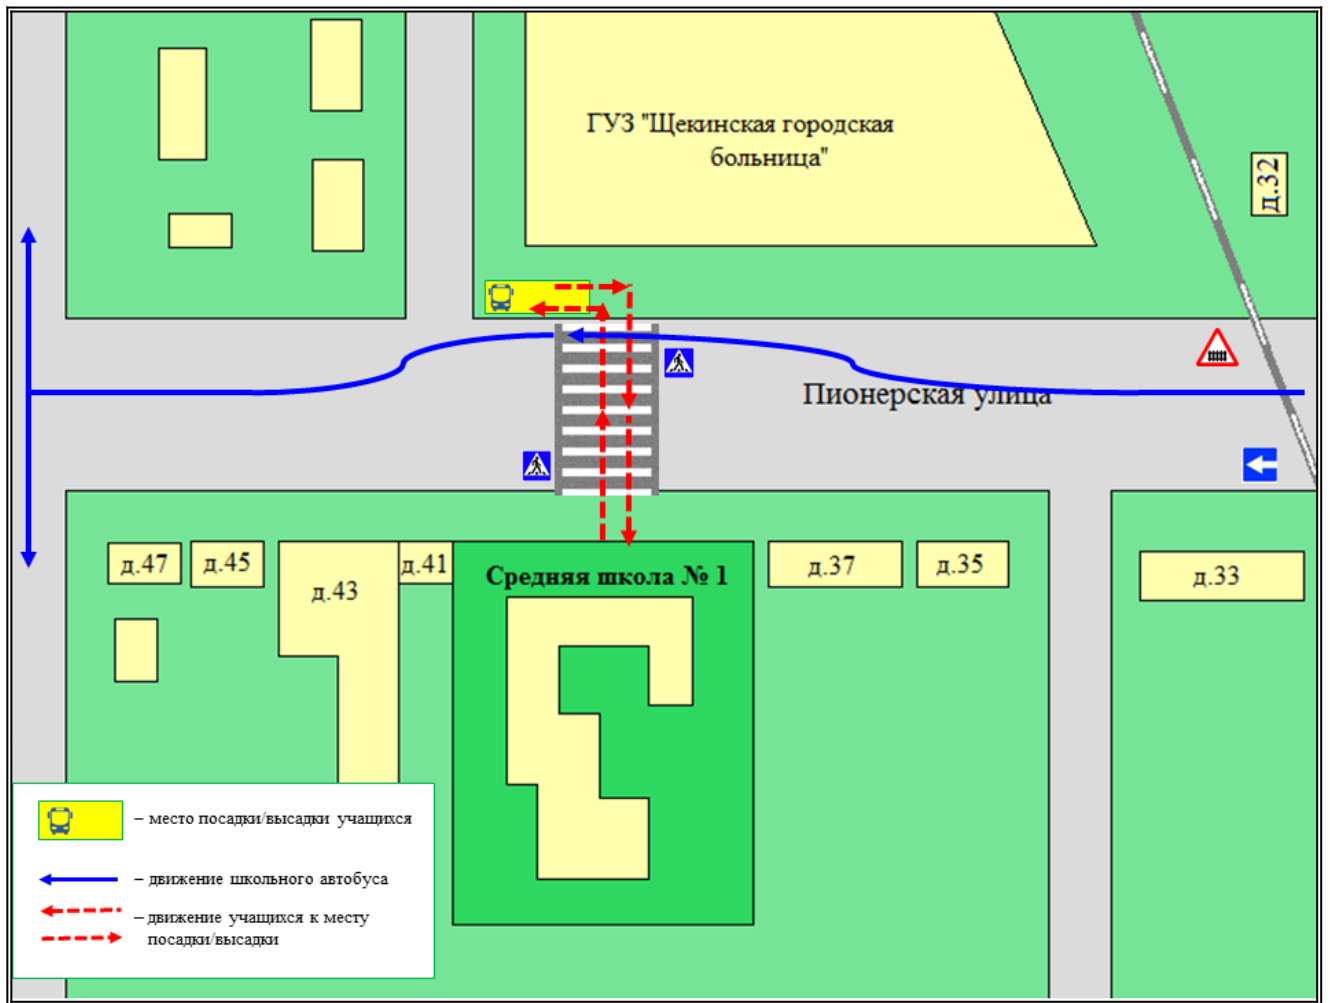 ГУЗ "Щекинская городская
больница"
д.32
Пионерская улица
д.47
д.45
д.43
д.41
Средняя школа № 1
д.37
д.35
д.33
– место посадки/высадки учащихся
– движение школьного автобуса
– движение учащихся к месту
посадки/высадки